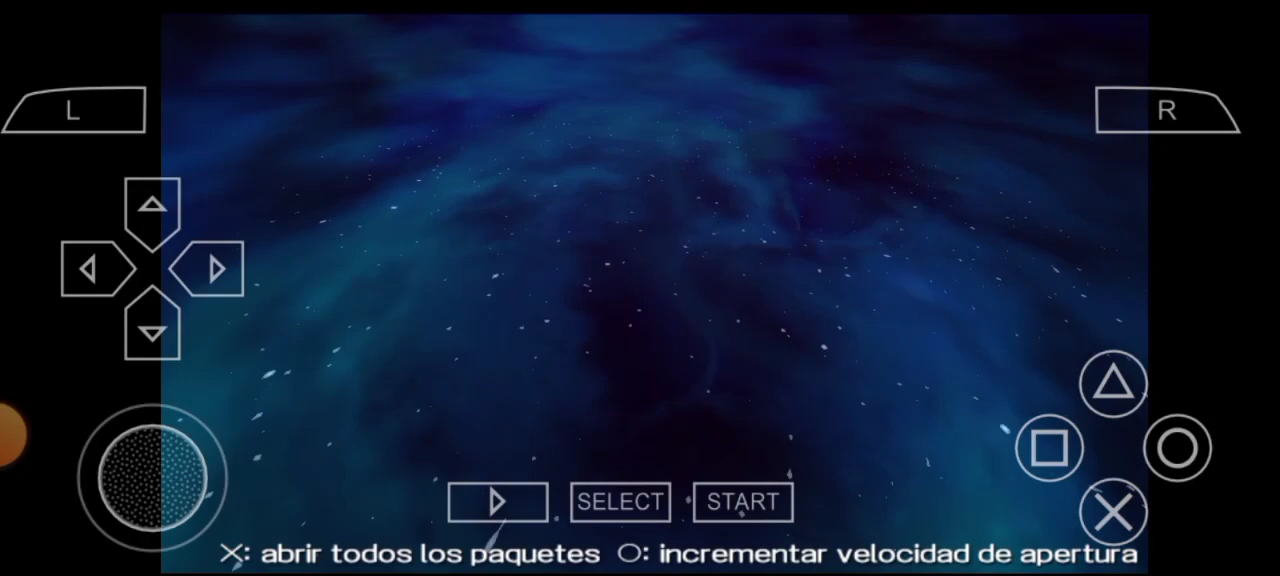 L
R
SELECT
START
X: abrir todos los paquetes O: incrementar velocidad de apertura